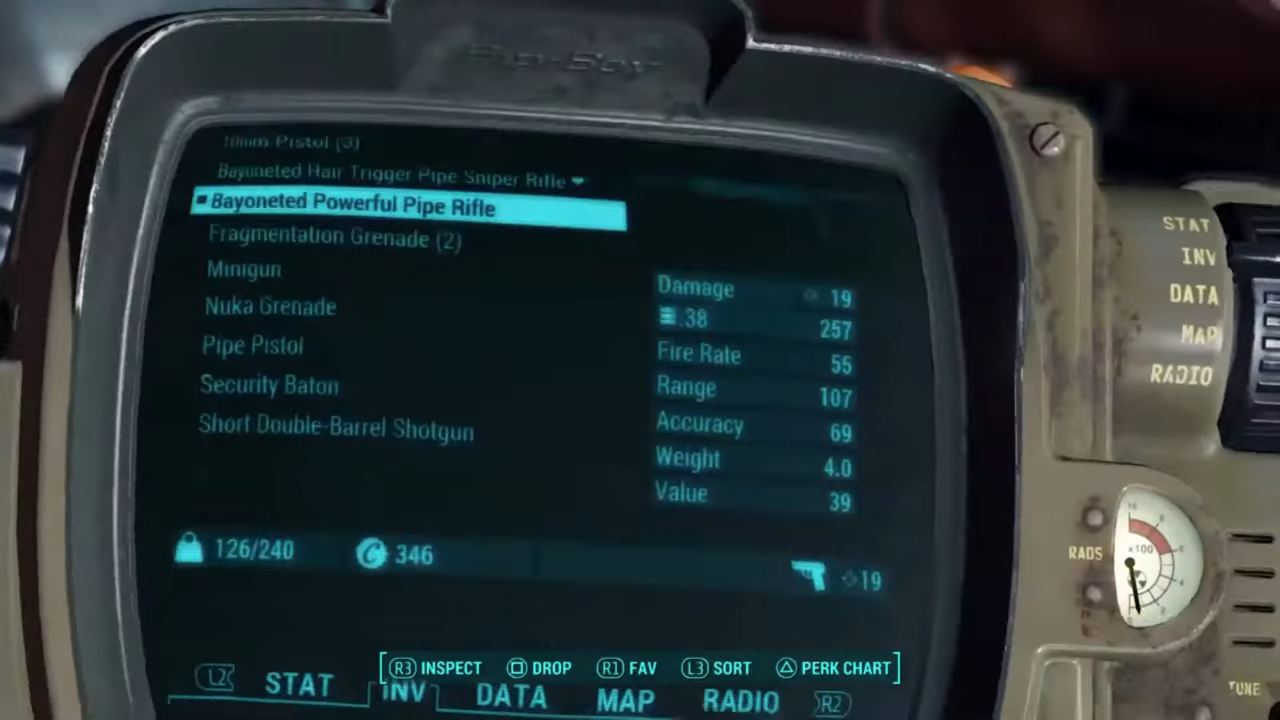 Pip-Boy
10mm Pistol (3)
Bayoneted Hair Trigger Pipe Sniper Rifle
Bayoneted Powerful Pipe Rifle
Fragmentation Grenade (2)
Minigun
Nuka Grenade
Pipe Pistol
Security Baton
Short Double-Barrel Shotgun
Damage 19
.38 257
Fire Rate 55
Range 107
Accuracy 69
Weight 4.0
Value 39
126/240 346 19
R3 INSPECT DROP R1 FAV L3 SORT PERK CHART
L2 STAT INV DATA MAP RADIO R2
STAT
INV
DATA
MAP
RADIO
RADS
x100
TUNE